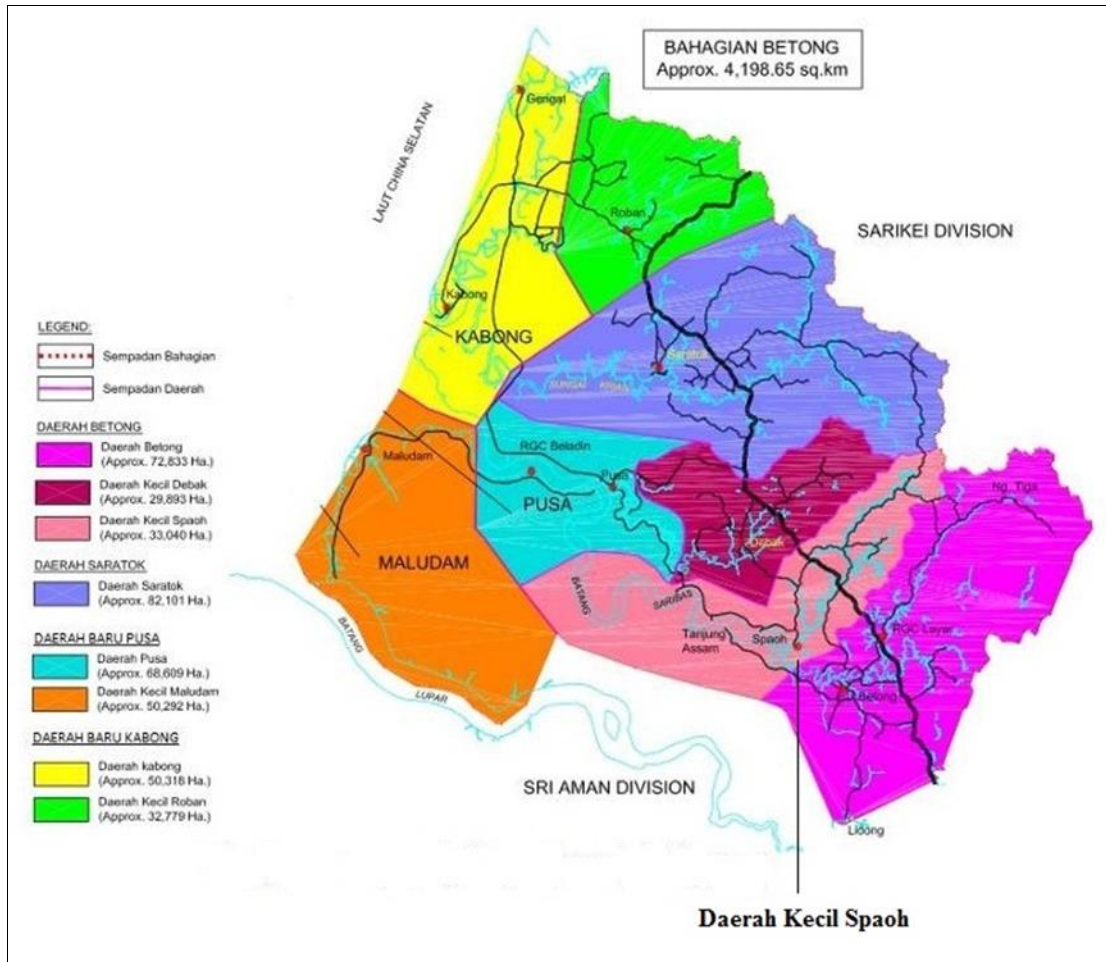 BAHAGIAN BETONG
Approx. 4,198.65 sq.km
Gerigat
LAUT CHINA SELATAN
Roban
SARIKEI DIVISION
Kabong
KABONG
Saratok
SUNGAI KRIAN
LEGEND:
Sempadan Bahagian
Sempadan Daerah
DAERAH BETONG
Daerah Betong
(Approx. 72,833 Ha.)
Daerah Kecil Debak
(Approx. 29,893 Ha.)
Daerah Kecil Spaoh
(Approx. 33,040 Ha.)
DAERAH SARATOK
Daerah Saratok
(Approx. 82,101 Ha.)
DAERAH BARU PUSA
Daerah Pusa
(Approx. 68,609 Ha.)
Daerah Kecil Maludam
(Approx. 50,292 Ha.)
DAERAH BARU KABONG
Daerah kabong
(Approx. 50,318 Ha.)
Daerah Kecil Roban
(Approx. 32,779 Ha.)
Maludam
RGC Beladin
Pusa
PUSA
Ng. Tiga
Debak
MALUDAM
BATANG
SARIBAS
Tanjung
Assam
Spaoh
RGC Layar
Betong
BATANG
LUPAR
SRI AMAN DIVISION
Lidong
Daerah Kecil Spaoh